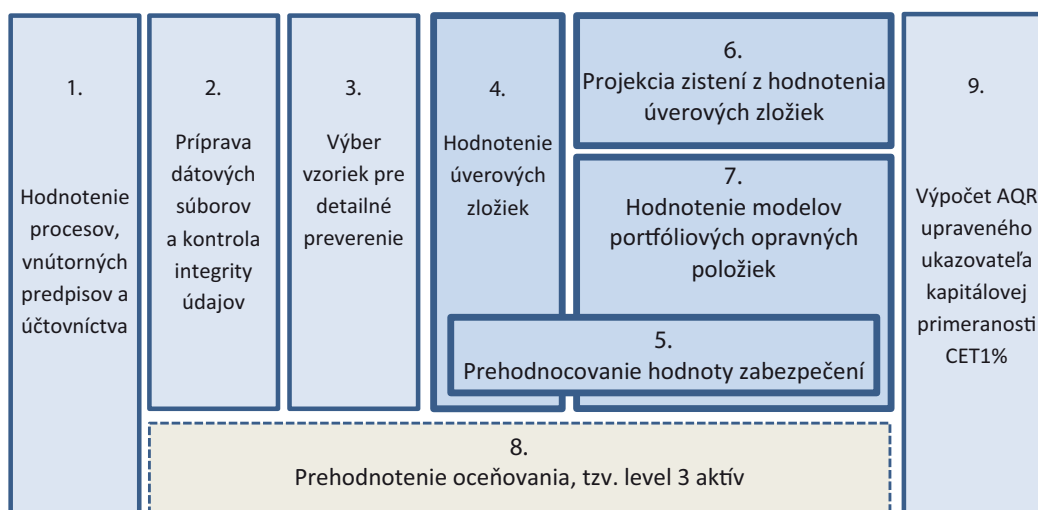 1.
Hodnotenie
procesov,
vnútorných
predpisov a
účtovníctva
2.
Príprava
dátových
súborov
a kontrola
integrity
údajov
3.
Výber
vzoriek pre
detailné
preverenie
4.
Hodnotenie
úverových
zložiek
6.
Projekcia zistení z hodnotenia
úverových zložiek
7.
Hodnotenie modelov
portfóliových opravných
položiek
5.
Prehodnocovanie hodnoty zabezpečení
8.
Prehodnotenie oceňovania, tzv. level 3 aktív
9.
Výpočet AQR
upraveného
ukazovateľa
kapitálovej
primeranosti
CET1%